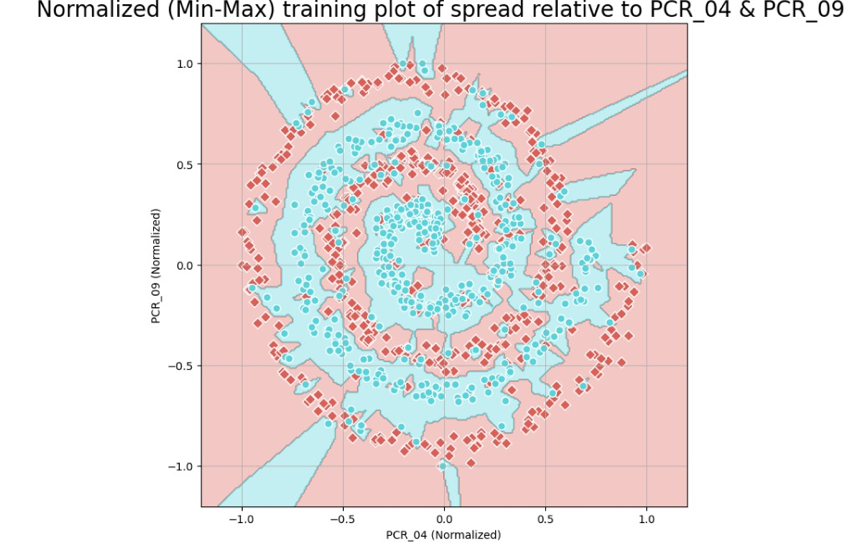 Normalized (Min-Max) training plot of spread relative to PCR_04 & PCR_09
1.0
0.5
0.0
−0.5
−1.0
PCR_09 (Normalized)
−1.0 −0.5 0.0 0.5 1.0
PCR_04 (Normalized)